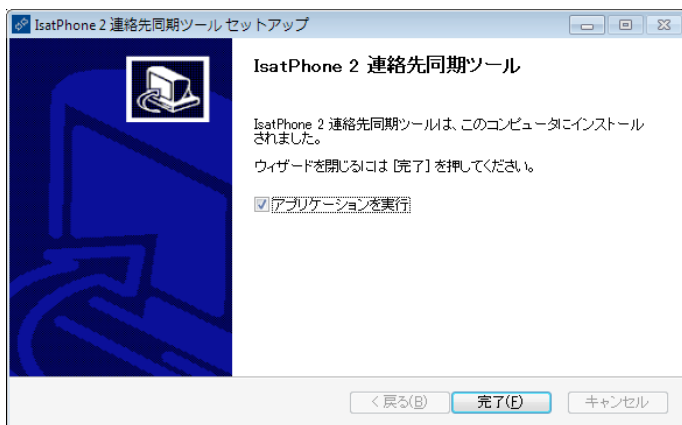 IsatPhone 2 連絡先同期ツール セットアップ
IsatPhone 2 連絡先同期ツール
IsatPhone 2 連絡先同期ツールは、このコンピュータにインストール
されました。
ウィザードを閉じるには [完了] を押してください。
アプリケーションを実行
< 戻る(B)
完了(F)
キャンセル